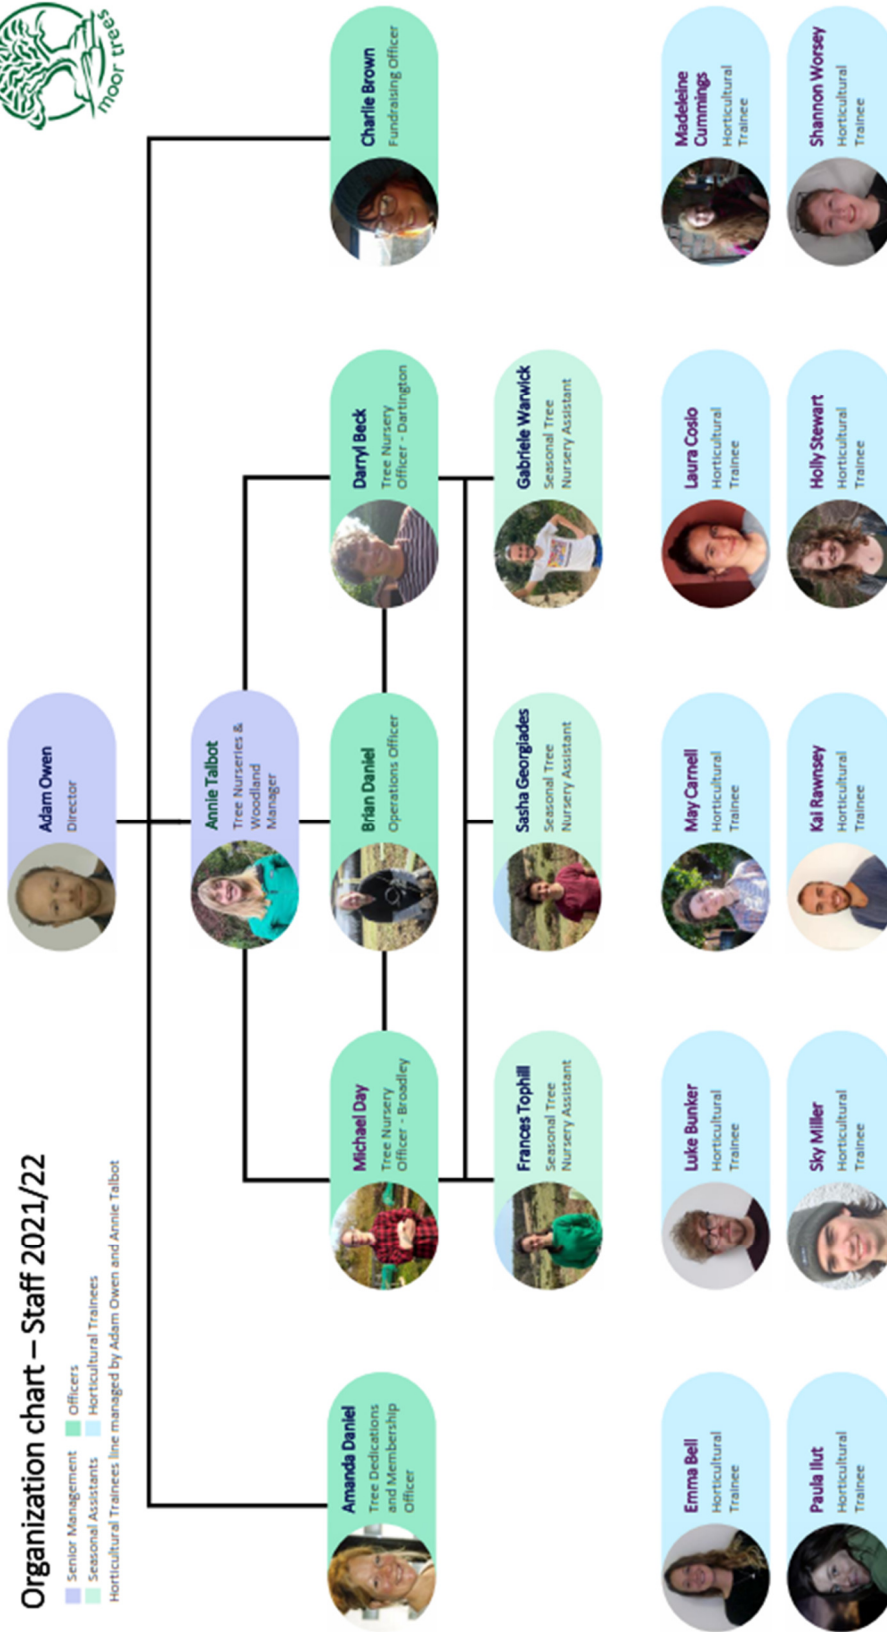 Organization chart – Staff 2021/22
Senior Management
Officers
Seasonal Assistants
Horticultural Trainees
Horticultural Trainees line managed by Adam Owen and Annie Talbot
moor trees
Adam Owen
Director
Annie Talbot
Tree Nurseries &
Woodland
Manager
Amanda Daniel
Tree Dedications
and Membership
Officer
Michael Day
Tree Nursery
Officer - Broadley
Brian Daniel
Operations Officer
Darryl Beck
Tree Nursery
Officer - Dartington
Charlie Brown
Fundraising Officer
Frances Tophill
Seasonal Tree
Nursery Assistant
Sasha Georgiades
Seasonal Tree
Nursery Assistant
Gabriele Warwick
Seasonal Tree
Nursery Assistant
Emma Bell
Horticultural
Trainee
Luke Bunker
Horticultural
Trainee
May Carnell
Horticultural
Trainee
Laura Cosio
Horticultural
Trainee
Madeleine
Cummings
Horticultural
Trainee
Paula Ilut
Horticultural
Trainee
Sky Miller
Horticultural
Trainee
Kai Rawnsey
Horticultural
Trainee
Holly Stewart
Horticultural
Trainee
Shannon Worsey
Horticultural
Trainee